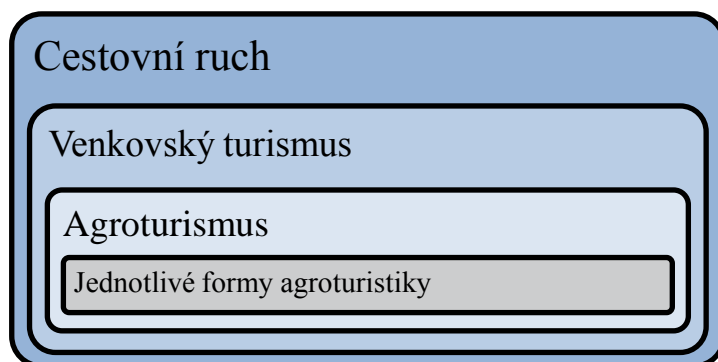 Cestovní ruch
Venkovský turismus
Agroturismus
Jednotlivé formy agroturistiky